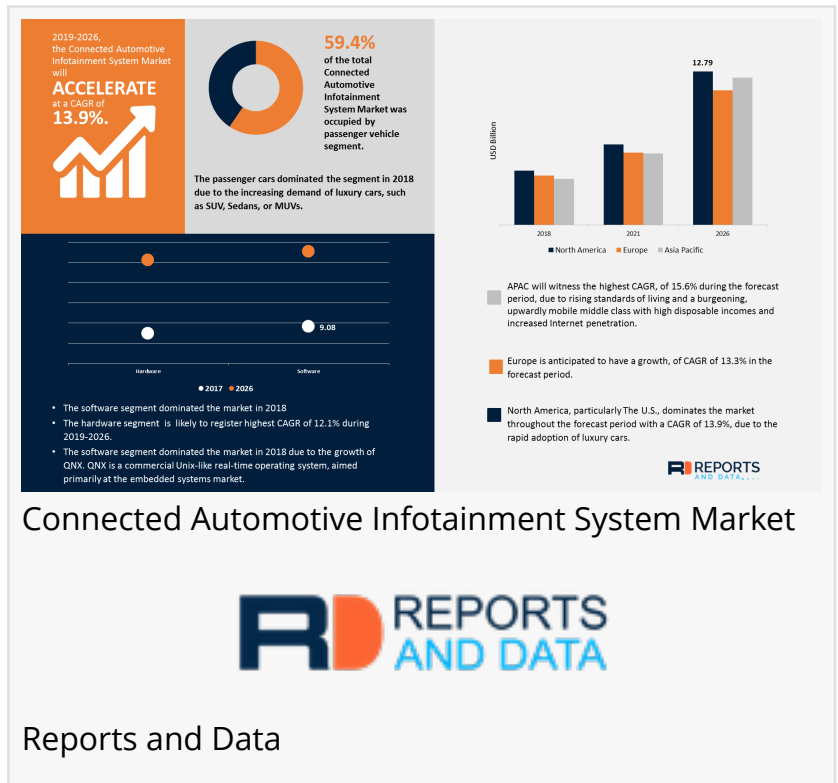 2019-2026,
the Connected Automotive
Infotainment System Market
will
ACCELERATE
at a CAGR of
13.9%.
59.4%
of the total
Connected
Automotive
Infotainment
System Market was
occupied by
passenger vehicle
segment.
The passenger cars dominated the segment in 2018
due to the increasing demand of luxury cars, such
as SUV, Sedans, or MUVs.
9.08
Hardware
Software
2017
2026
• The software segment dominated the market in 2018
• The hardware segment is likely to register highest CAGR of 12.1% during
2019-2026.
• The software segment dominated the market in 2018 due to the growth of
QNX. QNX is a commercial Unix-like real-time operating system, aimed
primarily at the embedded systems market.
USD Billion
12.79
2018
2021
2026
North America
Europe
Asia Pacific
APAC will witness the highest CAGR, of 15.6% during the forecast
period, due to rising standards of living and a burgeoning,
upwardly mobile middle class with high disposable incomes and
increased Internet penetration.
Europe is anticipated to have a growth, of CAGR of 13.3% in the
forecast period.
North America, particularly The U.S., dominates the market
throughout the forecast period with a CAGR of 13.9%, due to the
rapid adoption of luxury cars.
RD REPORTS
AND DATA....
Connected Automotive Infotainment System Market
RD REPORTS
AND DATA
Reports and Data